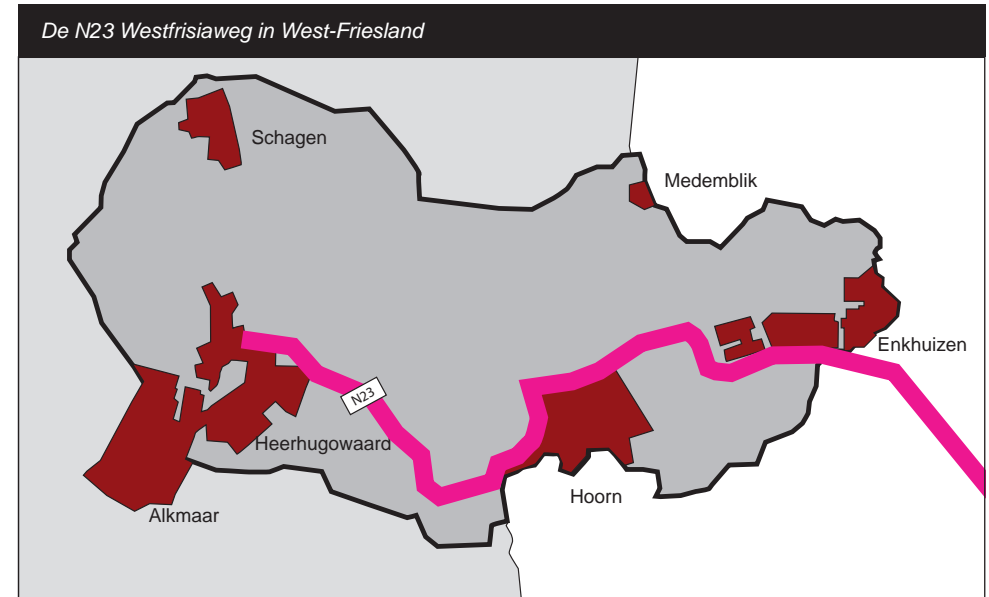 De N23 Westfrisiaweg in West-Friesland
Schagen
Medemblik
Enkhuizen
N23
Heerhugowaard
Hoorn
Alkmaar